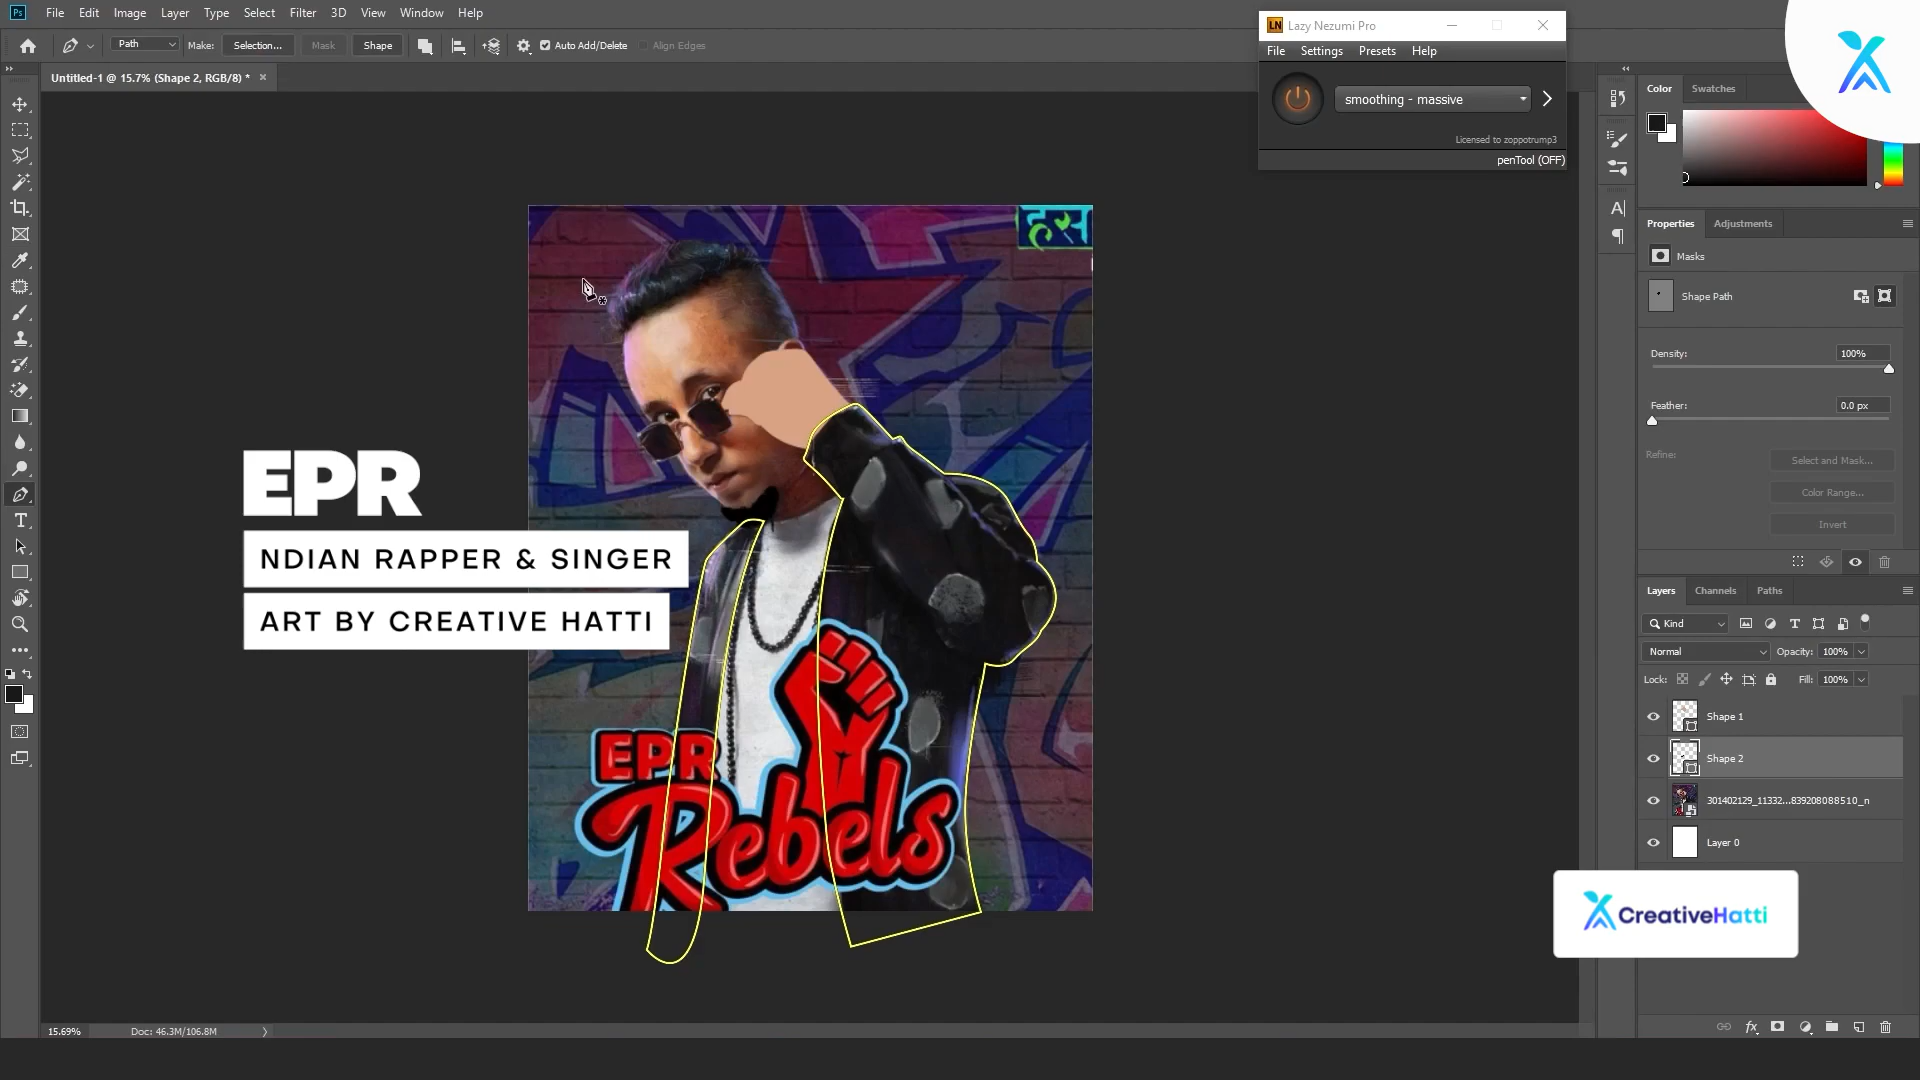 Ps File Edit Image Layer Type Select Filter 3D View Window Help
Path Make: Selection... Mask Shape Auto Add/Delete Align Edges
Untitled-1 @ 15.7% (Shape 2, RGB/8) *
LN Lazy Nezumi Pro
File Settings Presets Help
smoothing - massive
Licensed to zoppotrump3
penTool (OFF)
Color Swatches
Properties Adjustments
Masks
Shape Path
Density: 100%
Feather: 0.0 px
Refine: Select and Mask...
Color Range...
Invert
Layers Channels Paths
Kind
Normal Opacity: 100%
Lock: Fill: 100%
Shape 1
Shape 2
301402129_11332...839208088510_n
Layer 0
हस
EPR
NDIAN RAPPER & SINGER
ART BY CREATIVE HATTI
EPR
Rebels
CreativeHatti
15.69% Doc: 46.3M/106.8M